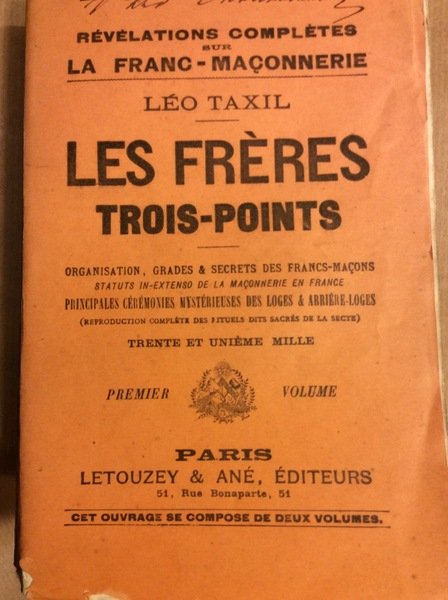 RÉVÉLATIONS COMPLÈTES
SUR
LA FRANC-MAÇONNERIE
LÉO TAXIL
LES FRÈRES
TROIS-POINTS
ORGANISATION, GRADES & SECRETS DES FRANCS-MAÇONS
STATUTS IN-EXTENSO DE LA MAÇONNERIE EN FRANCE
PRINCIPALES CÉRÉMONIES MYSTÉRIEUSES DES LOGES & ARRIÈRE-LOGES
(REPRODUCTION COMPLÈTE DES RITUELS DITS SACRÉS DE LA SECTE)
TRENTE ET UNIÈME MILLE
PREMIER VOLUME
PARIS
LETOUZEY & ANÉ, ÉDITEURS
51, Rue Bonaparte, 51
CET OUVRAGE SE COMPOSE DE DEUX VOLUMES.